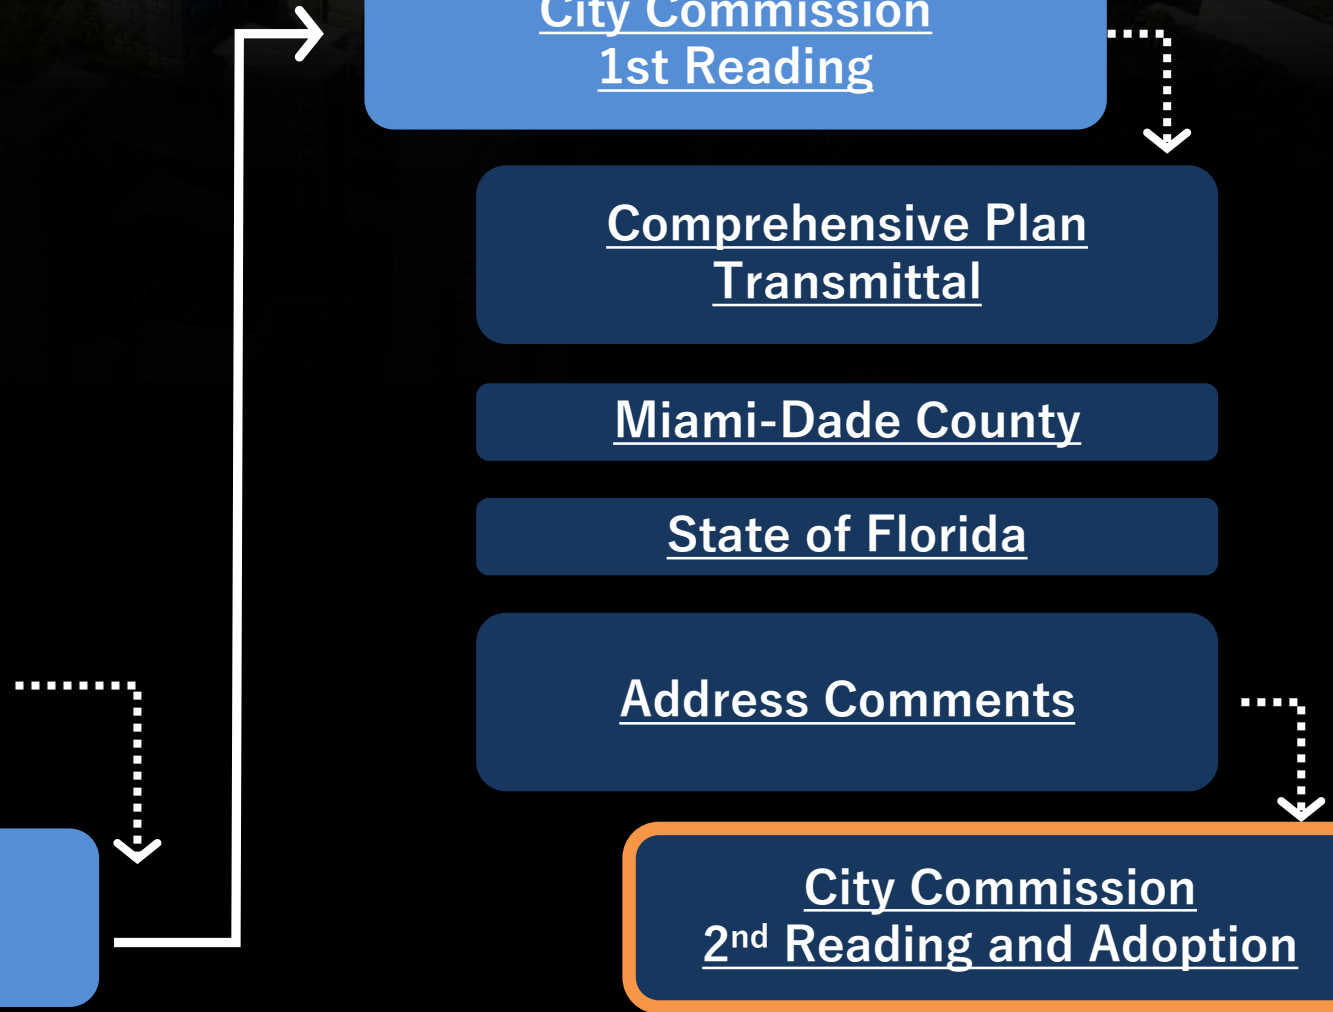 City Commission
1st Reading
Comprehensive Plan
Transmittal
Miami-Dade County
State of Florida
Address Comments
City Commission
2nd Reading and Adoption